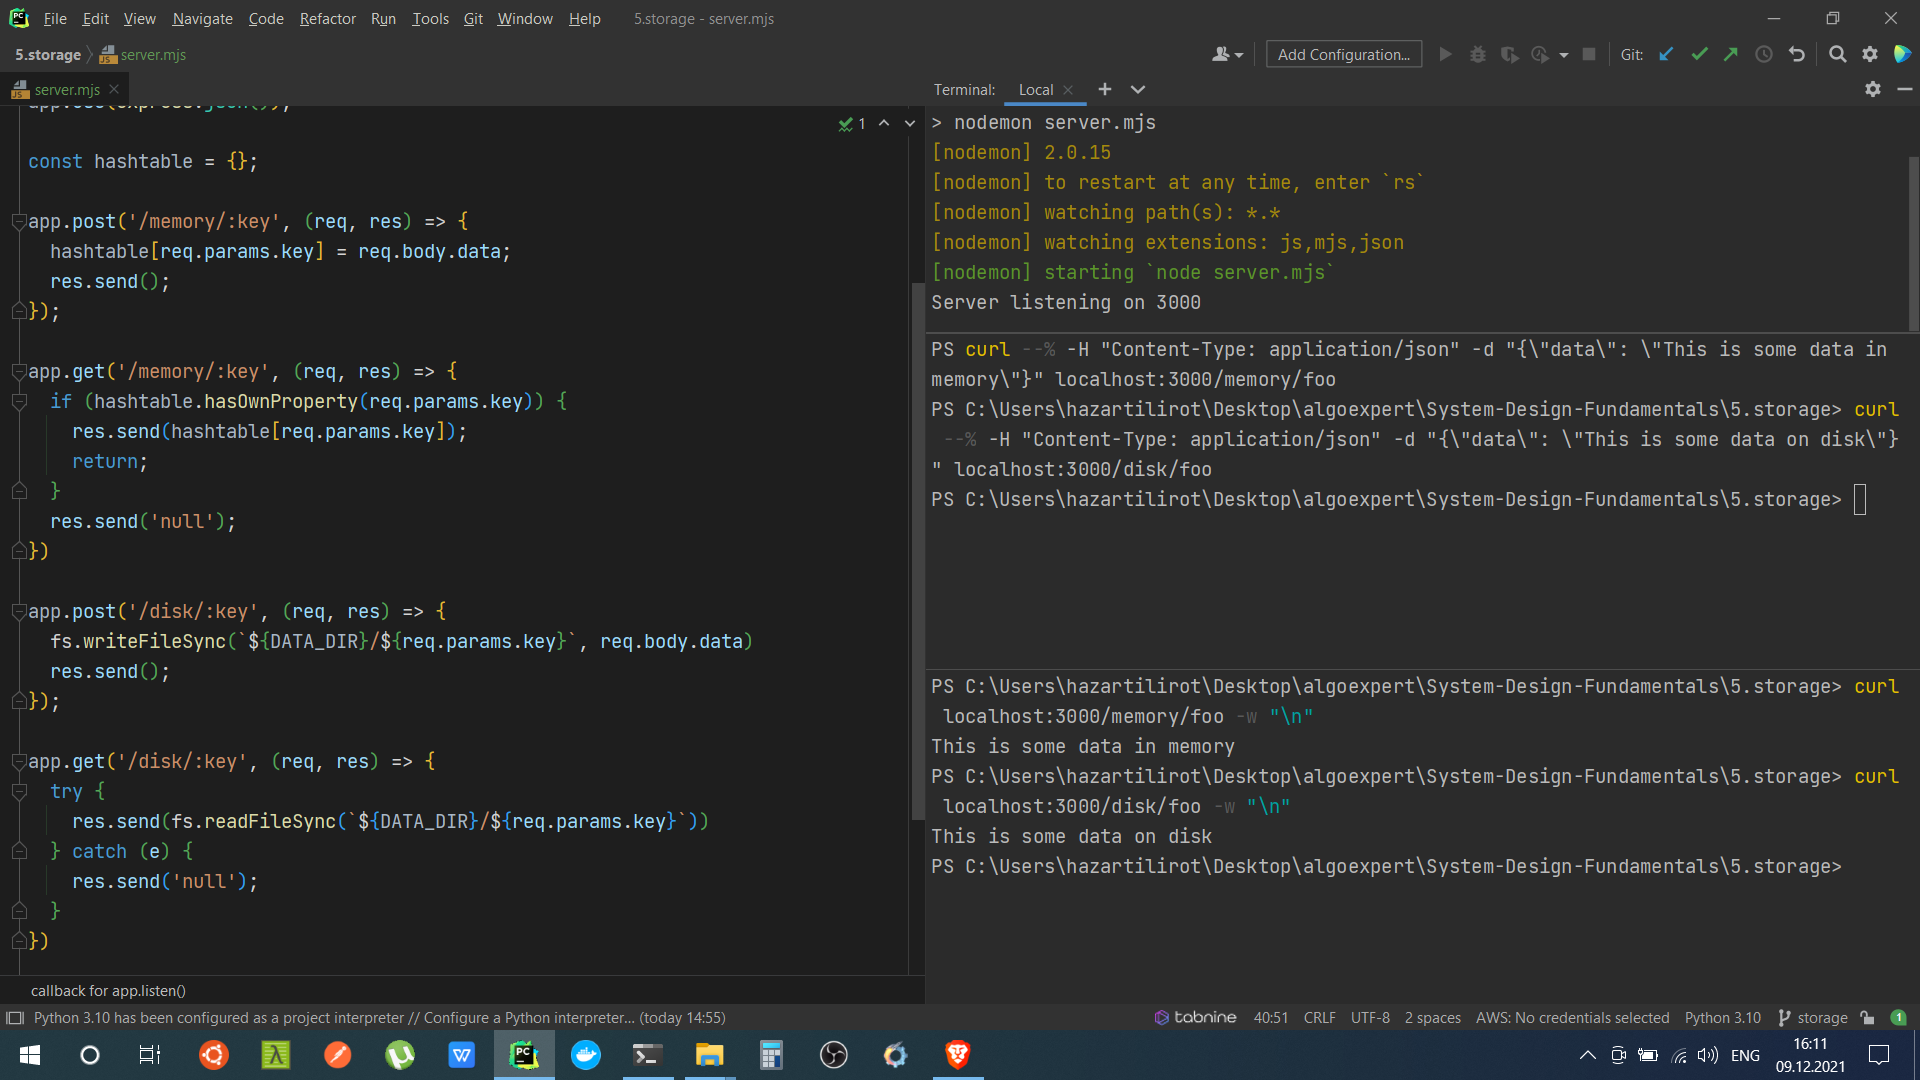 File Edit View Navigate Code Refactor Run Tools Git Window Help 5.storage - server.mjs
5.storage server.mjs Add Configuration... Git:
server.mjs
app.use(express.json());
1
const hashtable = {};
app.post('/memory/:key', (req, res) => {
hashtable[req.params.key] = req.body.data;
res.send();
});
app.get('/memory/:key', (req, res) => {
if (hashtable.hasOwnProperty(req.params.key)) {
res.send(hashtable[req.params.key]);
return;
}
res.send('null');
})
app.post('/disk/:key', (req, res) => {
fs.writeFileSync(`${DATA_DIR}/${req.params.key}`, req.body.data)
res.send();
});
app.get('/disk/:key', (req, res) => {
try {
res.send(fs.readFileSync(`${DATA_DIR}/${req.params.key}`))
} catch (e) {
res.send('null');
}
})
callback for app.listen()
Terminal: Local
> nodemon server.mjs
[nodemon] 2.0.15
[nodemon] to restart at any time, enter `rs`
[nodemon] watching path(s): *.*
[nodemon] watching extensions: js,mjs,json
[nodemon] starting `node server.mjs`
Server listening on 3000
PS curl --% -H "Content-Type: application/json" -d "{\"data\": \"This is some data in
memory\"}" localhost:3000/memory/foo
PS C:\Users\hazartilirot\Desktop\algoexpert\System-Design-Fundamentals\5.storage> curl
--% -H "Content-Type: application/json" -d "{\"data\": \"This is some data on disk\"}
" localhost:3000/disk/foo
PS C:\Users\hazartilirot\Desktop\algoexpert\System-Design-Fundamentals\5.storage>
PS C:\Users\hazartilirot\Desktop\algoexpert\System-Design-Fundamentals\5.storage> curl
localhost:3000/memory/foo -w "\n"
This is some data in memory
PS C:\Users\hazartilirot\Desktop\algoexpert\System-Design-Fundamentals\5.storage> curl
localhost:3000/disk/foo -w "\n"
This is some data on disk
PS C:\Users\hazartilirot\Desktop\algoexpert\System-Design-Fundamentals\5.storage>
Python 3.10 has been configured as a project interpreter // Configure a Python interpreter... (today 14:55) tabnine 40:51 CRLF UTF-8 2 spaces AWS: No credentials selected Python 3.10 storage 1
ENG
16:11
09.12.2021